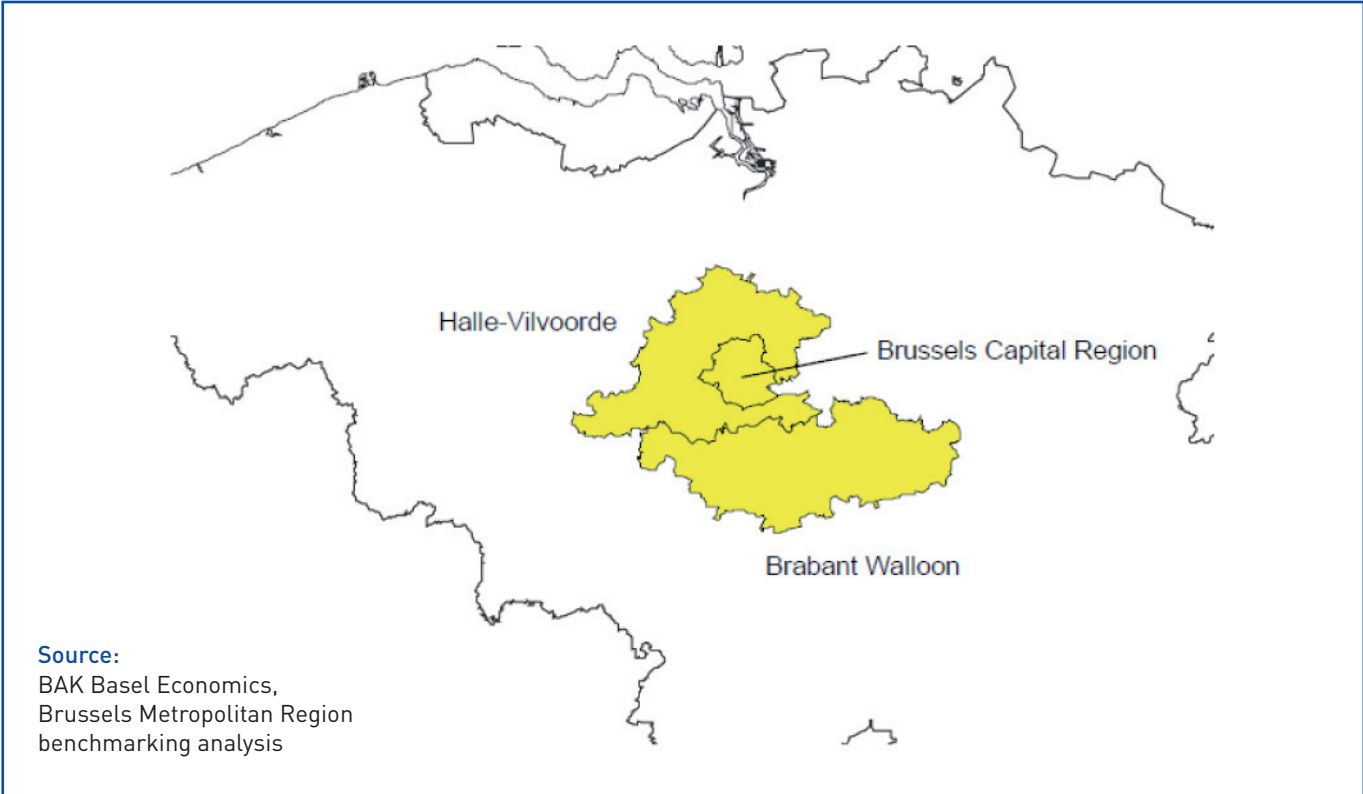 Halle-Vilvoorde
Brussels Capital Region
Brabant Walloon
Source:
BAK Basel Economics,
Brussels Metropolitan Region
benchmarking analysis